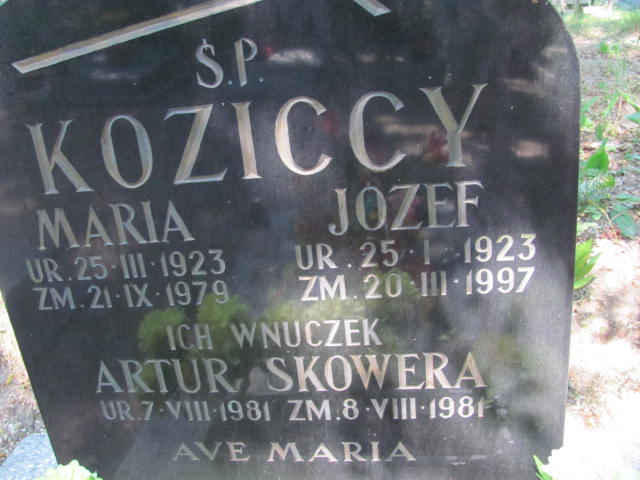 Ś.P.
KOZICCY
MARIA JÓZEF
UR. 25·III·1923 UR. 25·I·1923
ZM. 21·IX·1979 ZM. 20·III·1997
ICH WNUCZEK
ARTUR SKOWERA
UR. 7·VIII·1981 ZM. 8·VIII·1981
AVE MARIA